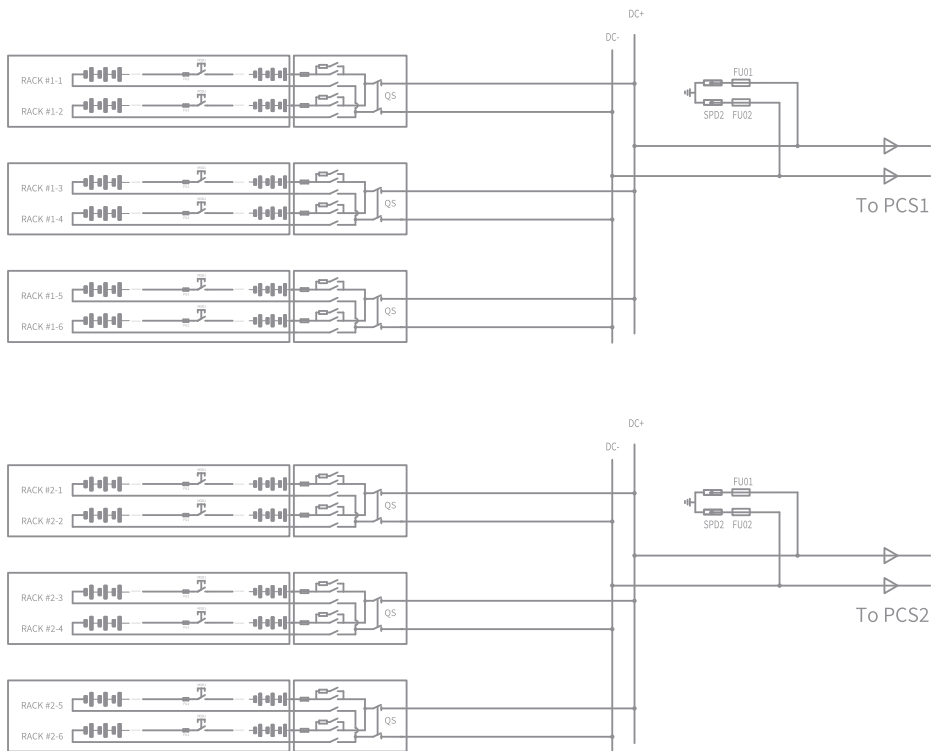 DC+
DC-
RACK #1-1
RACK #1-2
QS
FU01
SPD2 FU02
RACK #1-3
RACK #1-4
QS
To PCS1
RACK #1-5
RACK #1-6
QS
DC+
DC-
RACK #2-1
RACK #2-2
QS
FU01
SPD2 FU02
RACK #2-3
RACK #2-4
QS
To PCS2
RACK #2-5
RACK #2-6
QS